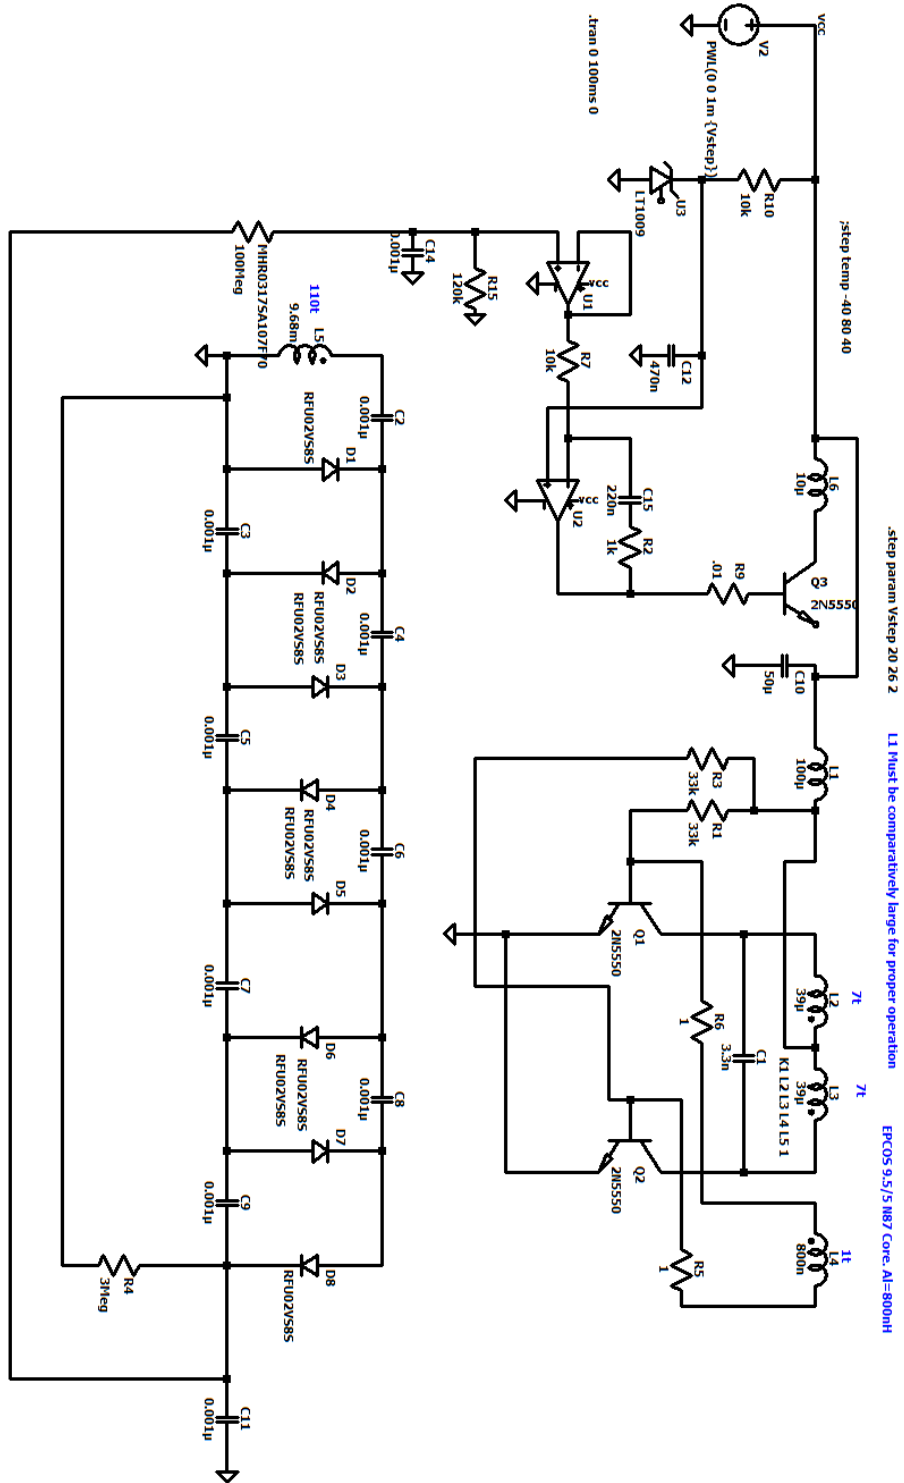 .step param Vstep 20 26 2
L1 Must be comparatively large for proper operation
EPCOS 9.5/5 N87 Core. Al=800nH
;step temp -40 80 40
vcc
V2
PWL(0 0 1m {Vstep})
.tran 0 100ms 0
R10
10k
U3
LT1009
L6
10µ
Q3
2N5550
R9
.01
C10
50µ
L1
100µ
R3
33k
R1
33k
Q1
2N5550
R6
1
C1
3.3n
7t
L2
39µ
7t
L3
39µ
K1 L2 L3 L4 L5 1
Q2
2N5550
R5
1
1t
L4
800n
C12
470n
U1
vcc
R7
10k
U2
vcc
C15
220n
R2
1k
C14
0.001µ
R15
120k
MHR0317SA107F70
100Meg
110t
L5
9.68m
C2
0.001µ
D1
RFU02VS8S
C3
0.001µ
D2
RFU02VS8S
RFU02VS8S
C4
0.001µ
D3
C5
0.001µ
D4
RFU02VS8S
RFU02VS8S
C6
0.001µ
D5
C7
0.001µ
D6
RFU02VS8S
RFU02VS8S
C8
0.001µ
D7
C9
0.001µ
D8
RFU02VS8S
R4
3Meg
C11
0.001µ